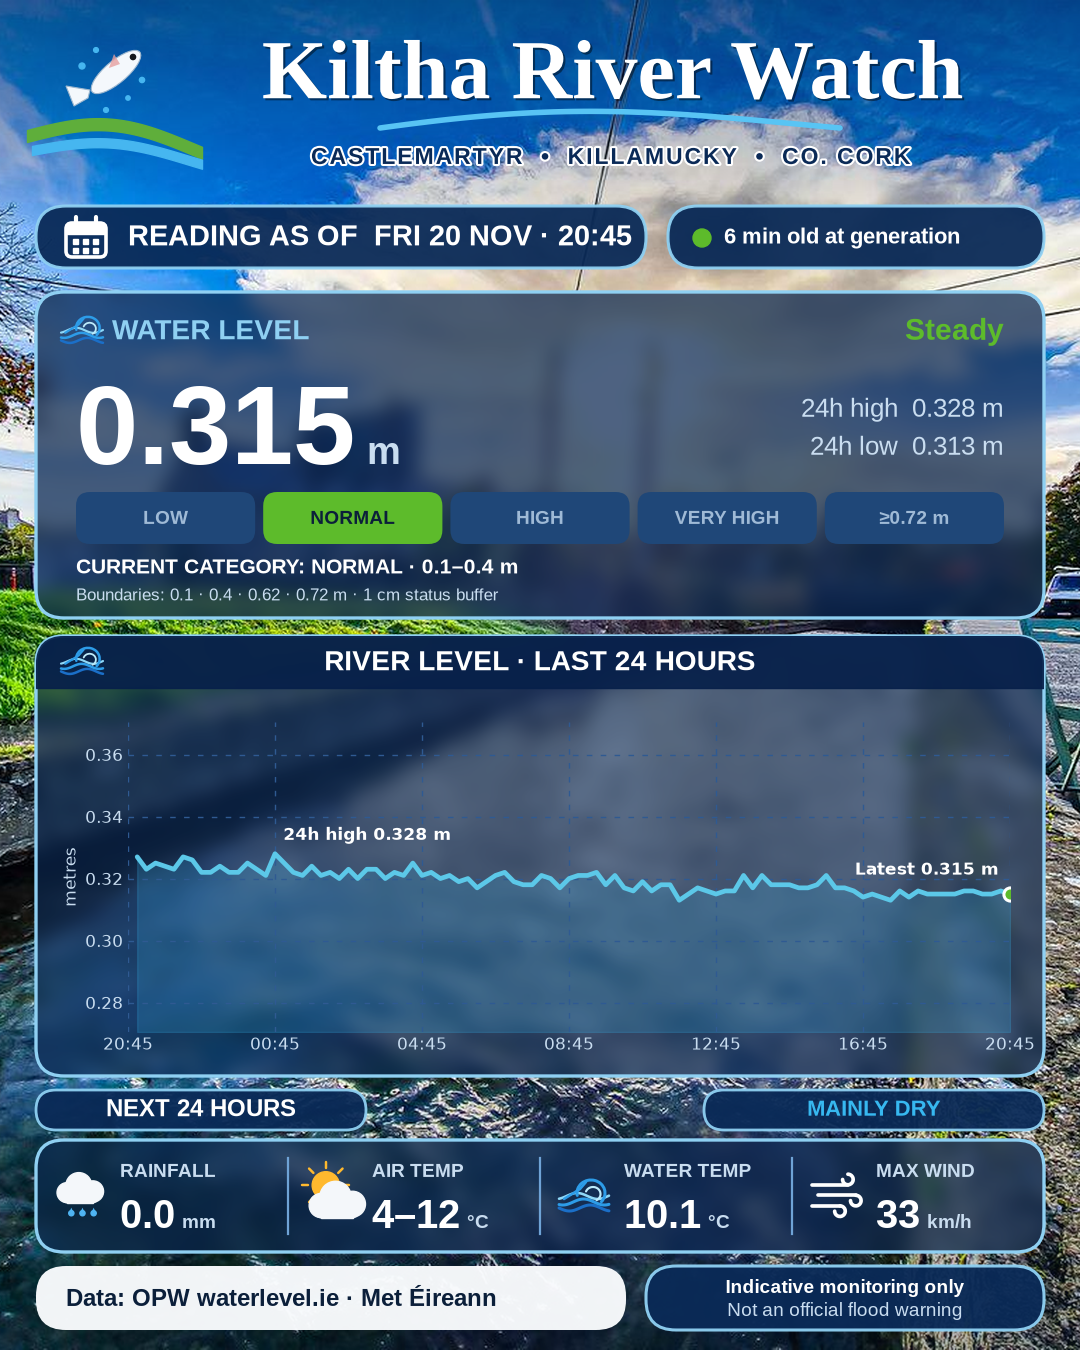 Kiltha River Watch
CASTLEMARTYR • KILLAMUCKY • CO. CORK
READING AS OF FRI 20 NOV · 20:45
6 min old at generation
WATER LEVEL
Steady
0.315 m
24h high 0.328 m
24h low 0.313 m
LOW
NORMAL
HIGH
VERY HIGH
≥0.72 m
CURRENT CATEGORY: NORMAL · 0.1–0.4 m
Boundaries: 0.1 · 0.4 · 0.62 · 0.72 m · 1 cm status buffer
RIVER LEVEL · LAST 24 HOURS
metres
0.36
0.34
0.32
0.30
0.28
24h high 0.328 m
Latest 0.315 m
20:45 00:45 04:45 08:45 12:45 16:45 20:45
NEXT 24 HOURS
MAINLY DRY
RAINFALL
0.0 mm
AIR TEMP
4–12 °C
WATER TEMP
10.1 °C
MAX WIND
33 km/h
Data: OPW waterlevel.ie · Met Éireann
Indicative monitoring only
Not an official flood warning